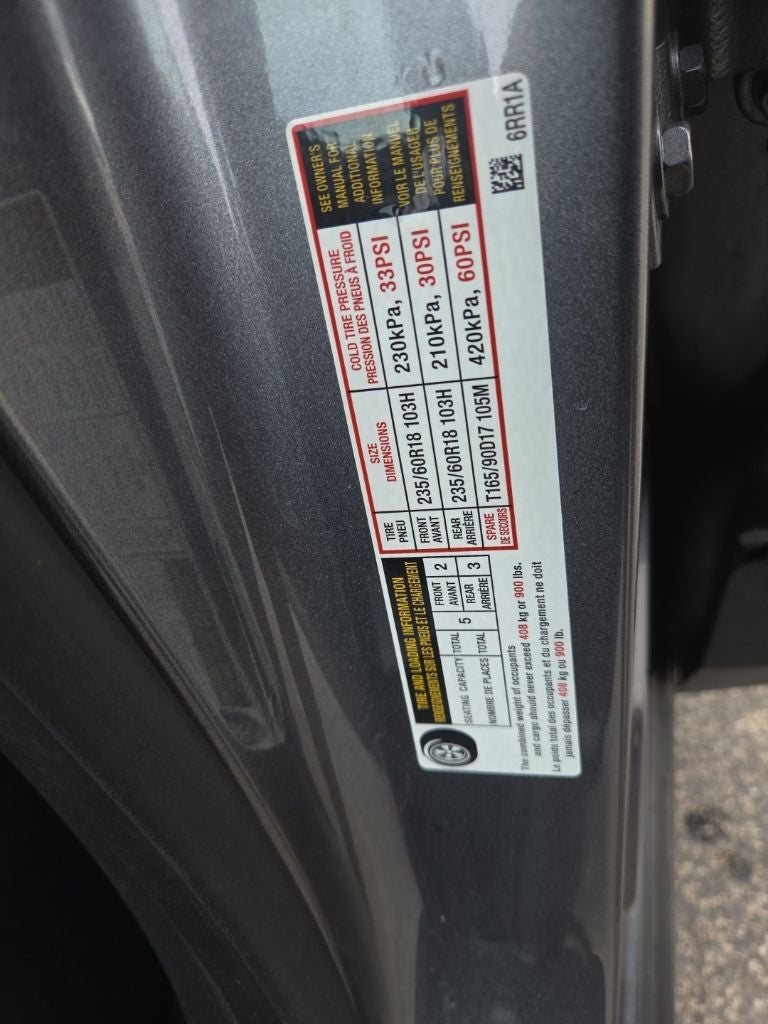 TIRE AND LOADING INFORMATION
RENSEIGNEMENTS SUR LES PNEUS ET LE CHARGEMENT
SEATING CAPACITY TOTAL 5 FRONT AVANT 2 REAR ARRIÈRE 3
NOMBRE DE PLACES TOTAL
The combined weight of occupants
and cargo should never exceed 408 kg or 900 lbs.
Le poids total des occupants et du chargement ne doit
jamais dépasser 408 kg ou 900 lb.
TIRE PNEU
SIZE DIMENSIONS
COLD TIRE PRESSURE
PRESSION DES PNEUS À FROID
FRONT AVANT 235/60R18 103H 230kPa, 33PSI
REAR ARRIÈRE 235/60R18 103H 210kPa, 30PSI
SPARE DE SECOURS T165/90D17 105M 420kPa, 60PSI
SEE OWNER'S
MANUAL FOR
ADDITIONAL
INFORMATION
VOIR LE MANUEL
DE L'USAGER
POUR PLUS DE
RENSEIGNEMENTS
6RR1A